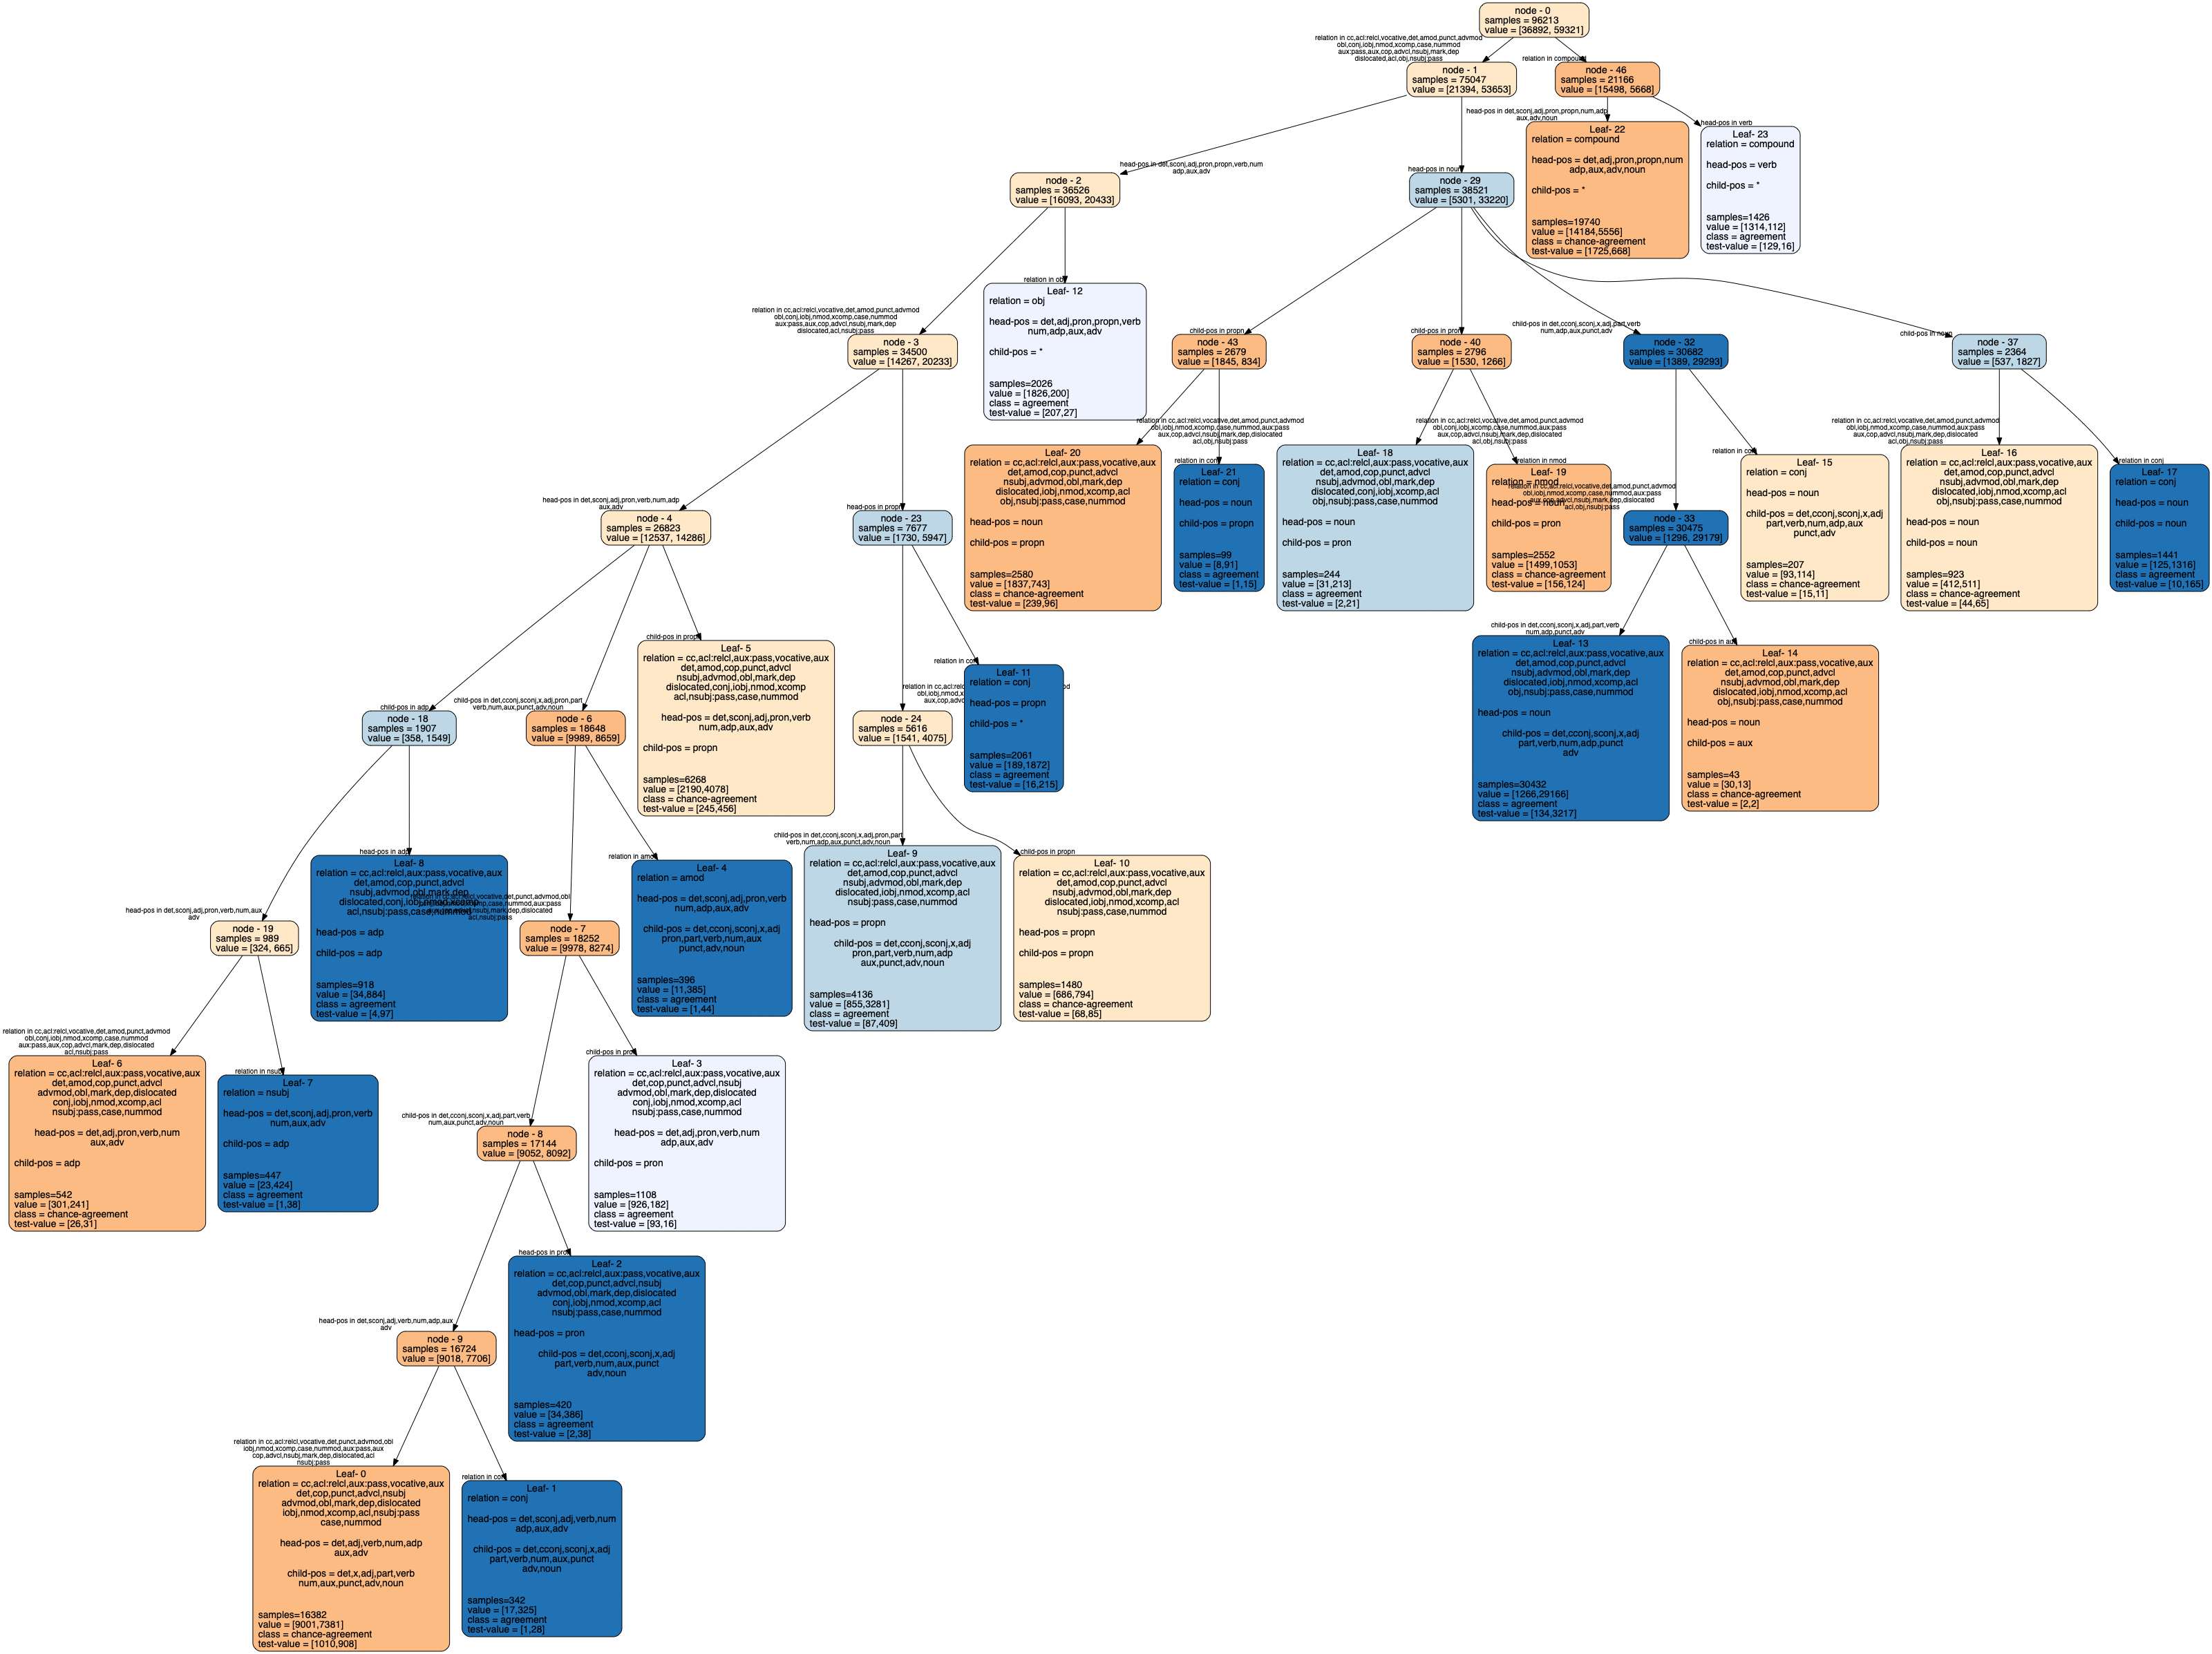 node - 0
samples = 96213
value = [36892, 59321]
relation in cc,acl:relcl,vocative,det,amod,punct,advmod
obl,conj,iobj,nmod,xcomp,case,nummod
aux:pass,aux,cop,advcl,nsubj,mark,dep
dislocated,acl,obj,nsubj:pass
relation in compound
node - 1
samples = 75047
value = [21394, 53653]
node - 46
samples = 21166
value = [15498, 5668]
head-pos in det,sconj,adj,pron,propn,num,adp
aux,adv,noun
head-pos in verb
Leaf- 22
relation = compound
head-pos = det,adj,pron,propn,num
adp,aux,adv,noun
child-pos = *
samples=19740
value = [14184,5556]
class = chance-agreement
test-value = [1725,668]
Leaf- 23
relation = compound
head-pos = verb
child-pos = *
samples=1426
value = [1314,112]
class = agreement
test-value = [129,16]
head-pos in det,sconj,adj,pron,propn,verb,num
adp,aux,adv
head-pos in noun
node - 2
samples = 36526
value = [16093, 20433]
node - 29
samples = 38521
value = [5301, 33220]
relation in obj
Leaf- 12
relation = obj
head-pos = det,adj,pron,propn,verb
num,adp,aux,adv
child-pos = *
samples=2026
value = [1826,200]
class = agreement
test-value = [207,27]
relation in cc,acl:relcl,vocative,det,amod,punct,advmod
obl,conj,iobj,nmod,xcomp,case,nummod
aux:pass,aux,cop,advcl,nsubj,mark,dep
dislocated,acl,nsubj:pass
node - 3
samples = 34500
value = [14267, 20233]
child-pos in propn
node - 43
samples = 2679
value = [1845, 834]
child-pos in pron
node - 40
samples = 2796
value = [1530, 1266]
child-pos in det,cconj,sconj,x,adj,part,verb
num,adp,aux,punct,adv
node - 32
samples = 30682
value = [1389, 29293]
child-pos in noun
node - 37
samples = 2364
value = [537, 1827]
relation in cc,acl:relcl,vocative,det,amod,punct,advmod
obl,iobj,nmod,xcomp,case,nummod,aux:pass
aux,cop,advcl,nsubj,mark,dep,dislocated
acl,obj,nsubj:pass
Leaf- 20
relation = cc,acl:relcl,aux:pass,vocative,aux
det,amod,cop,punct,advcl
nsubj,advmod,obl,mark,dep
dislocated,iobj,nmod,xcomp,acl
obj,nsubj:pass,case,nummod
head-pos = noun
child-pos = propn
samples=2580
value = [1837,743]
class = chance-agreement
test-value = [239,96]
relation in conj
Leaf- 21
relation = conj
head-pos = noun
child-pos = propn
samples=99
value = [8,91]
class = agreement
test-value = [1,15]
relation in cc,acl:relcl,vocative,det,amod,punct,advmod
obl,conj,iobj,xcomp,case,nummod,aux:pass
aux,cop,advcl,nsubj,mark,dep,dislocated
acl,obj,nsubj:pass
Leaf- 18
relation = cc,acl:relcl,aux:pass,vocative,aux
det,amod,cop,punct,advcl
nsubj,advmod,obl,mark,dep
dislocated,conj,iobj,xcomp,acl
obj,nsubj:pass,case,nummod
head-pos = noun
child-pos = pron
samples=244
value = [31,213]
class = agreement
test-value = [2,21]
relation in nmod
Leaf- 19
relation = nmod
head-pos = noun
child-pos = pron
samples=2552
value = [1499,1053]
class = chance-agreement
test-value = [156,124]
relation in cc,acl:relcl,vocative,det,amod,punct,advmod
obl,iobj,nmod,xcomp,case,nummod,aux:pass
aux,cop,advcl,nsubj,mark,dep,dislocated
acl,obj,nsubj:pass
node - 33
samples = 30475
value = [1296, 29179]
relation in conj
Leaf- 15
relation = conj
head-pos = noun
child-pos = det,cconj,sconj,x,adj
part,verb,num,adp,aux
punct,adv
samples=207
value = [93,114]
class = chance-agreement
test-value = [15,11]
relation in cc,acl:relcl,vocative,det,amod,punct,advmod
obl,iobj,nmod,xcomp,case,nummod,aux:pass
aux,cop,advcl,nsubj,mark,dep,dislocated
acl,obj,nsubj:pass
Leaf- 16
relation = cc,acl:relcl,aux:pass,vocative,aux
det,amod,cop,punct,advcl
nsubj,advmod,obl,mark,dep
dislocated,iobj,nmod,xcomp,acl
obj,nsubj:pass,case,nummod
head-pos = noun
child-pos = noun
samples=923
value = [412,511]
class = chance-agreement
test-value = [44,65]
relation in conj
Leaf- 17
relation = conj
head-pos = noun
child-pos = noun
samples=1441
value = [125,1316]
class = agreement
test-value = [10,165]
head-pos in det,sconj,adj,pron,verb,num,adp
aux,adv
node - 4
samples = 26823
value = [12537, 14286]
head-pos in propn
node - 23
samples = 7677
value = [1730, 5947]
child-pos in det,cconj,sconj,x,adj,part,verb
num,adp,punct,adv
Leaf- 13
relation = cc,acl:relcl,aux:pass,vocative,aux
det,amod,cop,punct,advcl
nsubj,advmod,obl,mark,dep
dislocated,iobj,nmod,xcomp,acl
obj,nsubj:pass,case,nummod
head-pos = noun
child-pos = det,cconj,sconj,x,adj
part,verb,num,adp,punct
adv
samples=30432
value = [1266,29166]
class = agreement
test-value = [134,3217]
child-pos in aux
Leaf- 14
relation = cc,acl:relcl,aux:pass,vocative,aux
det,amod,cop,punct,advcl
nsubj,advmod,obl,mark,dep
dislocated,iobj,nmod,xcomp,acl
obj,nsubj:pass,case,nummod
head-pos = noun
child-pos = aux
samples=43
value = [30,13]
class = chance-agreement
test-value = [2,2]
child-pos in propn
Leaf- 5
relation = cc,acl:relcl,aux:pass,vocative,aux
det,amod,cop,punct,advcl
nsubj,advmod,obl,mark,dep
dislocated,conj,iobj,nmod,xcomp
acl,nsubj:pass,case,nummod
head-pos = det,sconj,adj,pron,verb
num,adp,aux,adv
child-pos = propn
samples=6268
value = [2190,4078]
class = chance-agreement
test-value = [245,456]
child-pos in adp
node - 18
samples = 1907
value = [358, 1549]
child-pos in det,cconj,sconj,x,adj,pron,part
verb,num,aux,punct,adv,noun
node - 6
samples = 18648
value = [9989, 8659]
relation in cc,acl:relc
obl,iobj,nmod,x
aux,cop,advc
node - 24
samples = 5616
value = [1541, 4075]
relation in conj
Leaf- 11
relation = conj
head-pos = propn
child-pos = *
samples=2061
value = [189,1872]
class = agreement
test-value = [16,215]
head-pos in adp
Leaf- 8
relation = cc,acl:relcl,aux:pass,vocative,aux
det,amod,cop,punct,advcl
nsubj,advmod,obl,mark,dep
dislocated,conj,iobj,nmod,xcomp
acl,nsubj:pass,case,nummod
head-pos = adp
child-pos = adp
samples=918
value = [34,884]
class = agreement
test-value = [4,97]
relation in amod
Leaf- 4
relation = amod
head-pos = det,sconj,adj,pron,verb
num,adp,aux,adv
child-pos = det,cconj,sconj,x,adj
pron,part,verb,num,aux
punct,adv,noun
samples=396
value = [11,385]
class = agreement
test-value = [1,44]
child-pos in det,cconj,sconj,x,adj,pron,part
verb,num,adp,aux,punct,adv,noun
Leaf- 9
relation = cc,acl:relcl,aux:pass,vocative,aux
det,amod,cop,punct,advcl
nsubj,advmod,obl,mark,dep
dislocated,iobj,nmod,xcomp,acl
nsubj:pass,case,nummod
head-pos = propn
child-pos = det,cconj,sconj,x,adj
pron,part,verb,num,adp
aux,punct,adv,noun
samples=4136
value = [855,3281]
class = agreement
test-value = [87,409]
child-pos in propn
Leaf- 10
relation = cc,acl:relcl,aux:pass,vocative,aux
det,amod,cop,punct,advcl
nsubj,advmod,obl,mark,dep
dislocated,iobj,nmod,xcomp,acl
nsubj:pass,case,nummod
head-pos = propn
child-pos = propn
samples=1480
value = [686,794]
class = chance-agreement
test-value = [68,85]
head-pos in det,sconj,adj,pron,verb,num,aux
adv
node - 19
samples = 989
value = [324, 665]
vocative,det,punct,advmod,obl
case,nummod,aux:pass
nsubj,mark,dep,dislocated
acl,nsubj:pass
node - 7
samples = 18252
value = [9978, 8274]
relation in cc,acl:relcl,vocative,det,amod,punct,advmod
obl,conj,iobj,nmod,xcomp,case,nummod
aux:pass,aux,cop,advcl,mark,dep,dislocated
acl,nsubj:pass
Leaf- 6
relation = cc,acl:relcl,aux:pass,vocative,aux
det,amod,cop,punct,advcl
advmod,obl,mark,dep,dislocated
conj,iobj,nmod,xcomp,acl
nsubj:pass,case,nummod
head-pos = det,adj,pron,verb,num
aux,adv
child-pos = adp
samples=542
value = [301,241]
class = chance-agreement
test-value = [26,31]
relation in nsubj
Leaf- 7
relation = nsubj
head-pos = det,sconj,adj,pron,verb
num,aux,adv
child-pos = adp
samples=447
value = [23,424]
class = agreement
test-value = [1,38]
child-pos in pron
Leaf- 3
relation = cc,acl:relcl,aux:pass,vocative,aux
det,cop,punct,advcl,nsubj
advmod,obl,mark,dep,dislocated
conj,iobj,nmod,xcomp,acl
nsubj:pass,case,nummod
head-pos = det,adj,pron,verb,num
adp,aux,adv
child-pos = pron
samples=1108
value = [926,182]
class = agreement
test-value = [93,16]
child-pos in det,cconj,sconj,x,adj,part,verb
num,aux,punct,adv,noun
node - 8
samples = 17144
value = [9052, 8092]
head-pos in pron
Leaf- 2
relation = cc,acl:relcl,aux:pass,vocative,aux
det,cop,punct,advcl,nsubj
advmod,obl,mark,dep,dislocated
conj,iobj,nmod,xcomp,acl
nsubj:pass,case,nummod
head-pos = pron
child-pos = det,cconj,sconj,x,adj
part,verb,num,aux,punct
adv,noun
samples=420
value = [34,386]
class = agreement
test-value = [2,38]
head-pos in det,sconj,adj,verb,num,adp,aux
adv
node - 9
samples = 16724
value = [9018, 7706]
relation in cc,acl:relcl,vocative,det,punct,advmod,obl
iobj,nmod,xcomp,case,nummod,aux:pass,aux
cop,advcl,nsubj,mark,dep,dislocated,acl
nsubj:pass
Leaf- 0
relation = cc,acl:relcl,aux:pass,vocative,aux
det,cop,punct,advcl,nsubj
advmod,obl,mark,dep,dislocated
iobj,nmod,xcomp,acl,nsubj:pass
case,nummod
head-pos = det,adj,verb,num,adp
aux,adv
child-pos = det,x,adj,part,verb
num,aux,punct,adv,noun
samples=16382
value = [9001,7381]
class = chance-agreement
test-value = [1010,908]
relation in conj
Leaf- 1
relation = conj
head-pos = det,sconj,adj,verb,num
adp,aux,adv
child-pos = det,cconj,sconj,x,adj
part,verb,num,aux,punct
adv,noun
samples=342
value = [17,325]
class = agreement
test-value = [1,28]